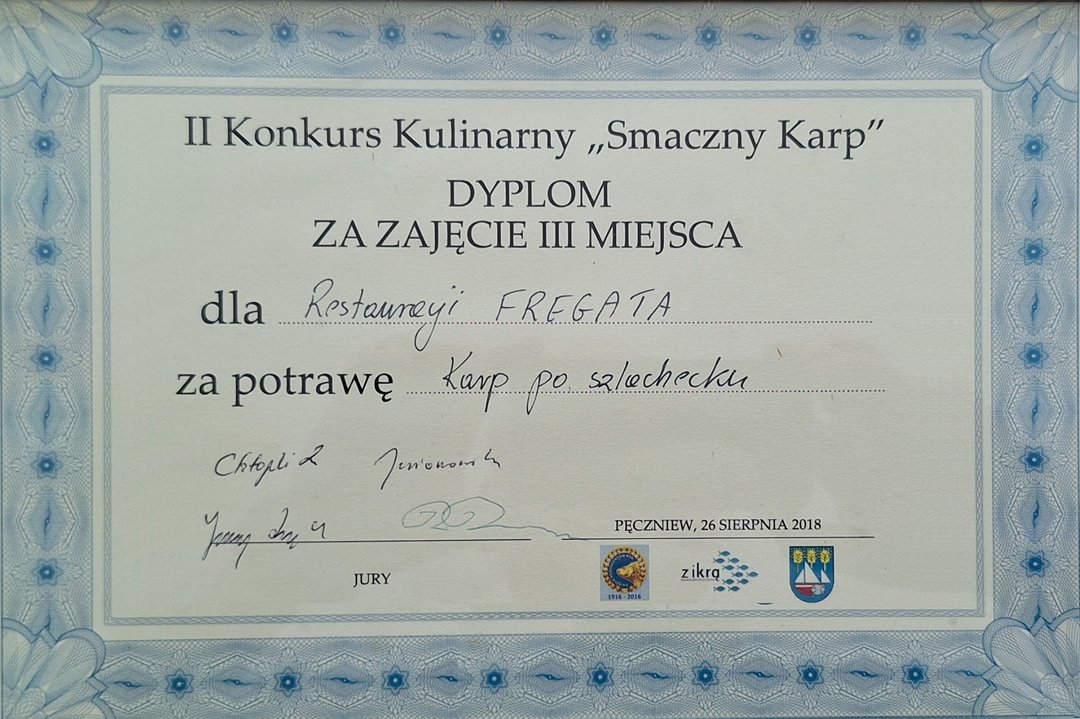 II Konkurs Kulinarny „Smaczny Karp”
DYPLOM
ZA ZAJĘCIE III MIEJSCA
dla Restauracji FREGATA
za potrawę Karp po szlachecku
PĘCZNIEW, 26 SIERPNIA 2018
JURY
1916 - 2016
zikrą